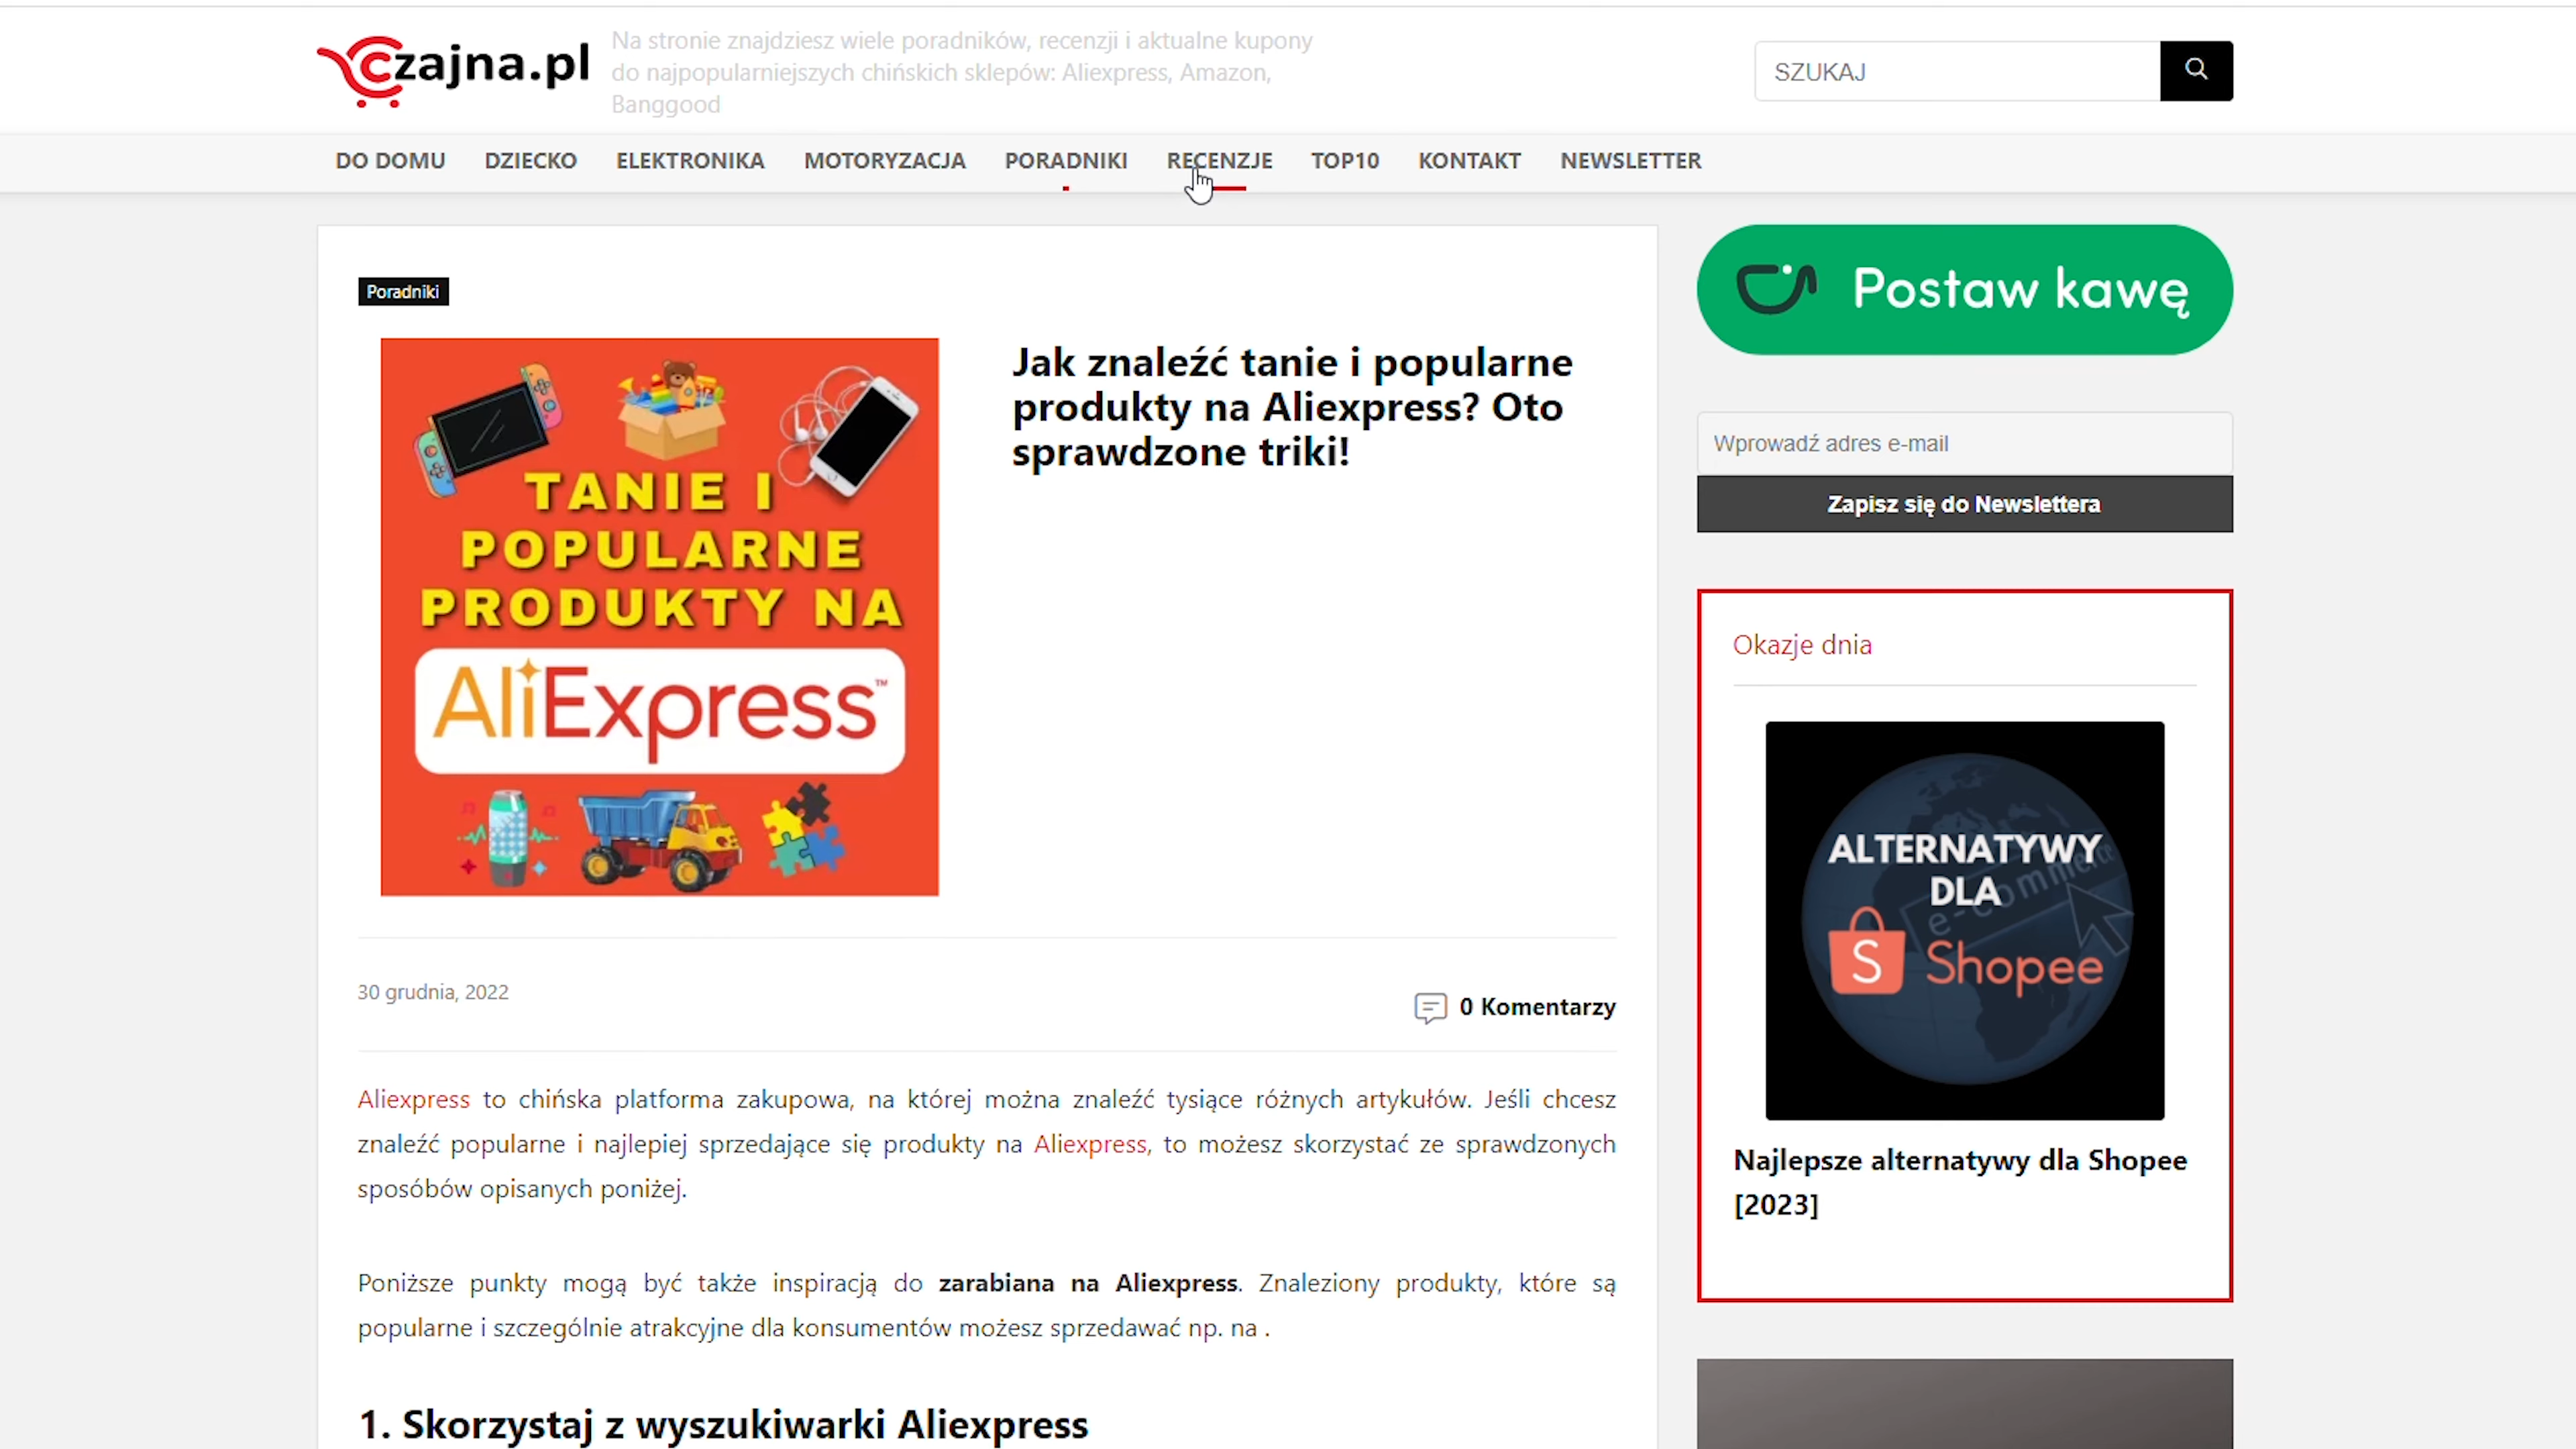 czajna.pl
Na stronie znajdziesz wiele poradników, recenzji i aktualne kupony
do najpopularniejszych chińskich sklepów: Aliexpress, Amazon,
Banggood
SZUKAJ
DO DOMU DZIECKO ELEKTRONIKA MOTORYZACJA PORADNIKI RECENZJE TOP10 KONTAKT NEWSLETTER
Poradniki
TANIE I
POPULARNE
PRODUKTY NA
AliExpress™
Jak znaleźć tanie i popularne
produkty na Aliexpress? Oto
sprawdzone triki!
30 grudnia, 2022
0 Komentarzy
Aliexpress to chińska platforma zakupowa, na której można znaleźć tysiące różnych artykułów. Jeśli chcesz
znaleźć popularne i najlepiej sprzedające się produkty na Aliexpress, to możesz skorzystać ze sprawdzonych
sposóbów opisanych poniżej.
Poniższe punkty mogą być także inspiracją do zarabiana na Aliexpress. Znaleziony produkty, które są
popularne i szczególnie atrakcyjne dla konsumentów możesz sprzedawać np. na .
1. Skorzystaj z wyszukiwarki Aliexpress
Postaw kawę
Wprowadź adres e-mail
Zapisz się do Newslettera
Okazje dnia
ALTERNATYWY
DLA
e-commerce
S Shopee
Najlepsze alternatywy dla Shopee
[2023]